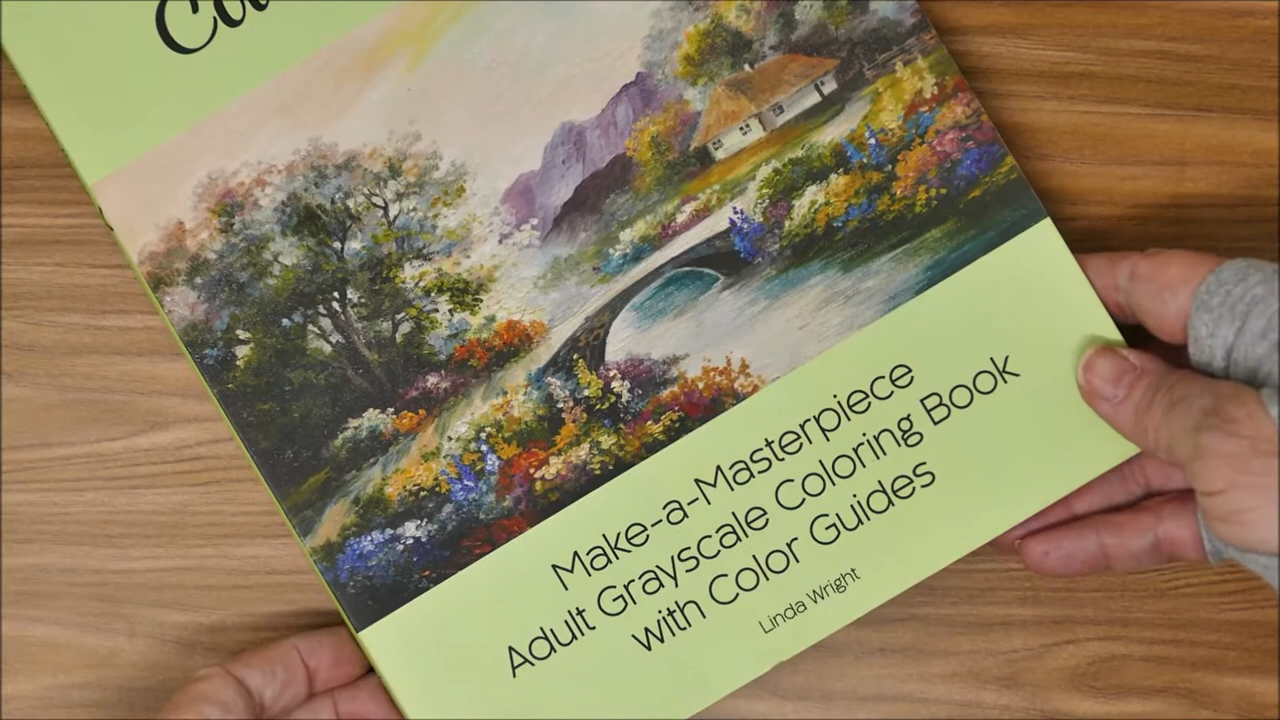 Make-a-Masterpiece
Adult Grayscale Coloring Book
with Color Guides
Linda Wright